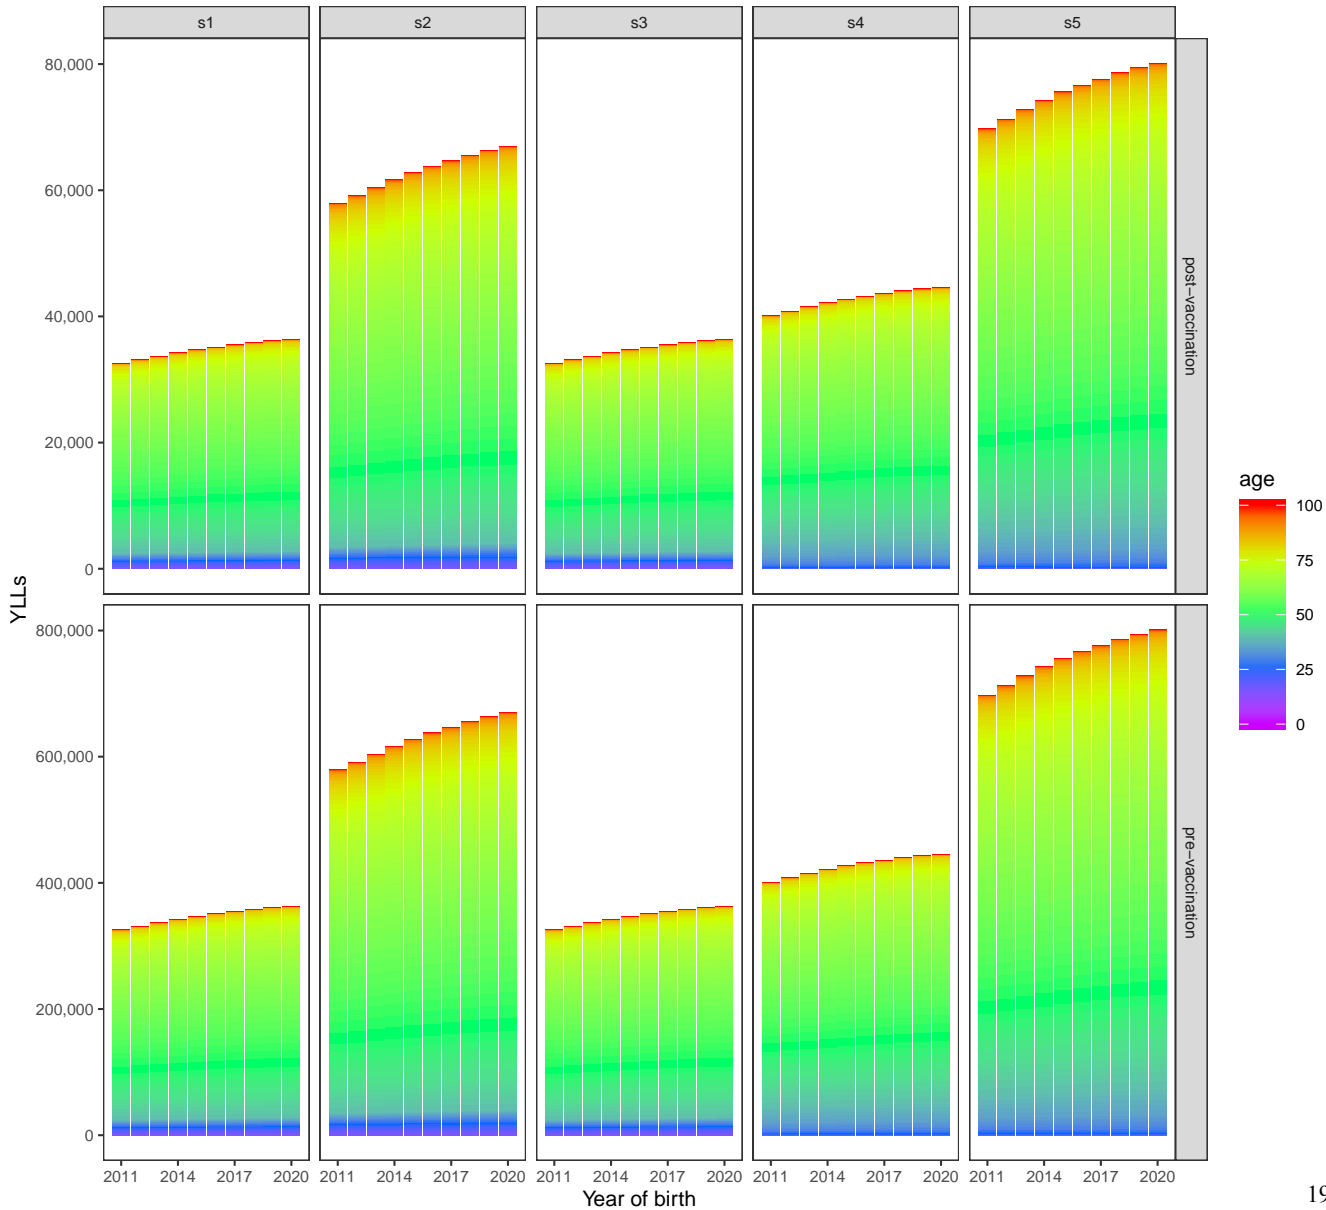 s1 s2 s3 s4 s5
80,000
60,000
40,000
20,000
0
post−vaccination
YLLs
800,000
600,000
400,000
200,000
0
pre−vaccination
age
100
75
50
25
0
2011 2014 2017 2020 2011 2014 2017 2020 2011 2014 2017 2020 2011 2014 2017 2020 2011 2014 2017 2020
Year of birth
19